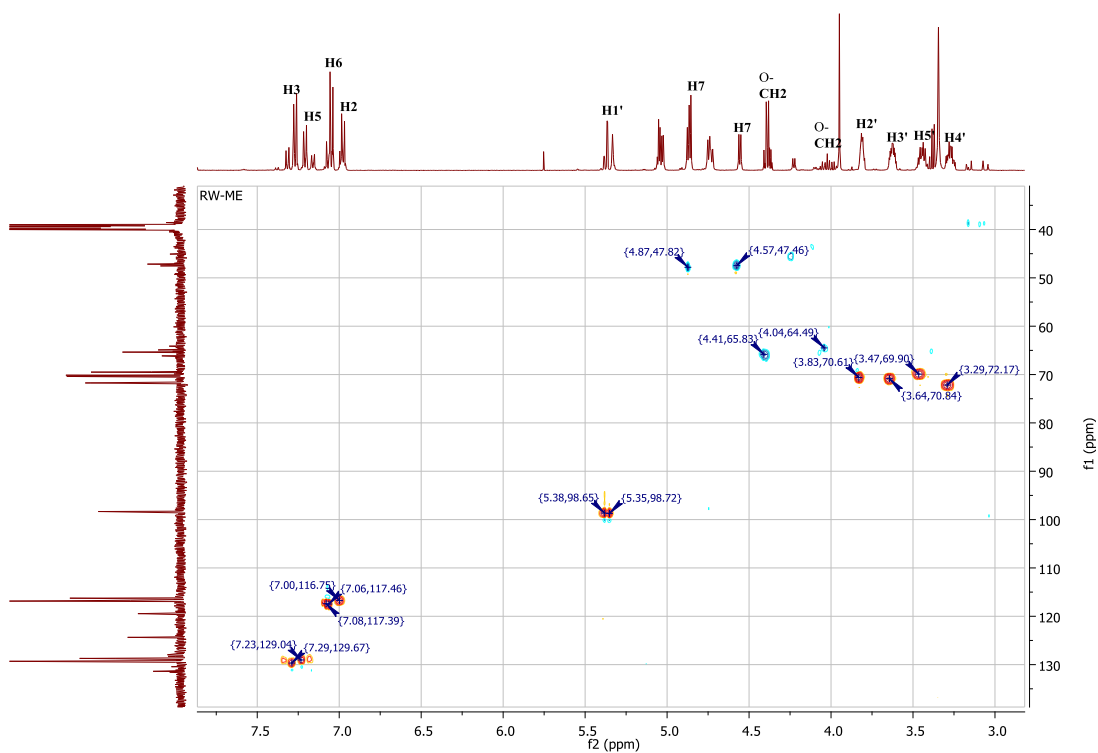 O-
CH2
H6
H3
H2
H7
O-
CH2
H5
H1'
H7
H2'
H3'
H5'
H4'
RW-ME
{4.87,47.82}
{4.57,47.46}
{4.41,65.83}
{4.04,64.49}
{3.83,70.61}
{3.47,69.90}
{3.29,72.17}
{3.64,70.84}
{5.38,98.65}
{5.35,98.72}
{7.00,116.75}
{7.06,117.46}
{7.08,117.39}
{7.23,129.04}
{7.29,129.67}
40
50
60
70
80
90
100
110
120
130
f1 (ppm)
7.5
7.0
6.5
6.0
5.5
5.0
4.5
4.0
3.5
3.0
f2 (ppm)